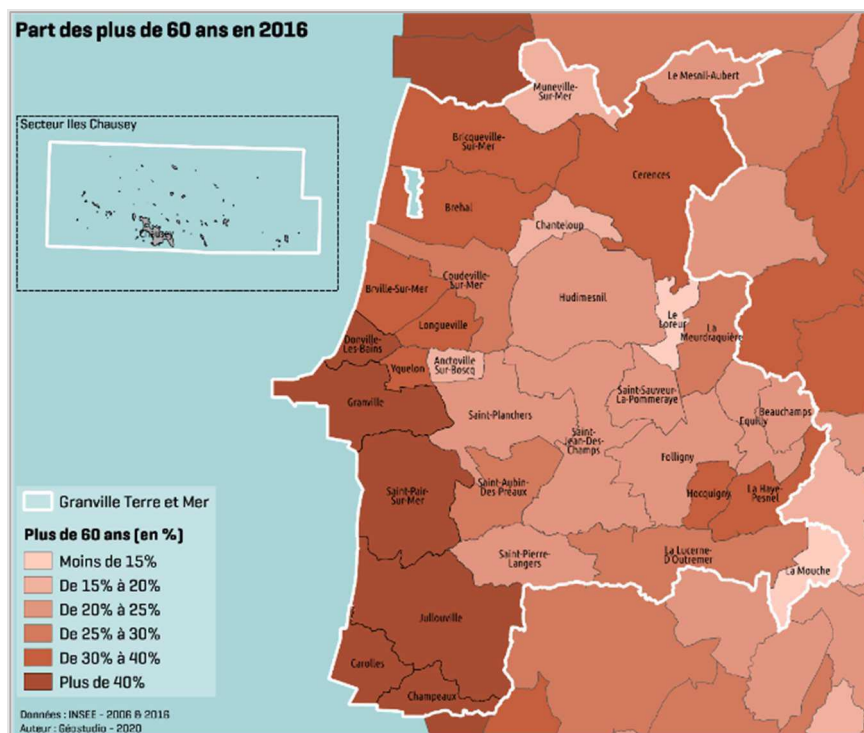 Part des plus de 60 ans en 2016
Secteur Iles Chausey
Chausey
Muneville-
Sur-Mer
Le Mesnil-Aubert
Bricqueville-
Sur-Mer
Cerences
Brehal
Chanteloup
Coudeville-
Sur-Mer
Brville-Sur-Mer
Hudimesnil
Longueville
Le
Loreur
La
Meurdraquière
Donville-
Les-Bains
Yquelon
Anctoville
Sur-Boscq
Granville
Saint-Planchers
Saint-Sauveur-
La-Pommeraye
Beauchamps
Equilly
Saint-
Jean-Des-
Champs
Folligny
Saint-Pair-
Sur-Mer
Saint-Aubin-
Des-Préaux
Hocquigny
La Haye-
Pesnel
Saint-Pierre-
Langers
La Lucerne-
D'Outremer
La Mouche
Jullouville
Carolles
Champeaux
Granville Terre et Mer
Plus de 60 ans (en %)
Moins de 15%
De 15% à 20%
De 20% à 25%
De 25% à 30%
De 30% à 40%
Plus de 40%
Données : INSEE - 2006 & 2016
Auteur : Géostudio - 2020